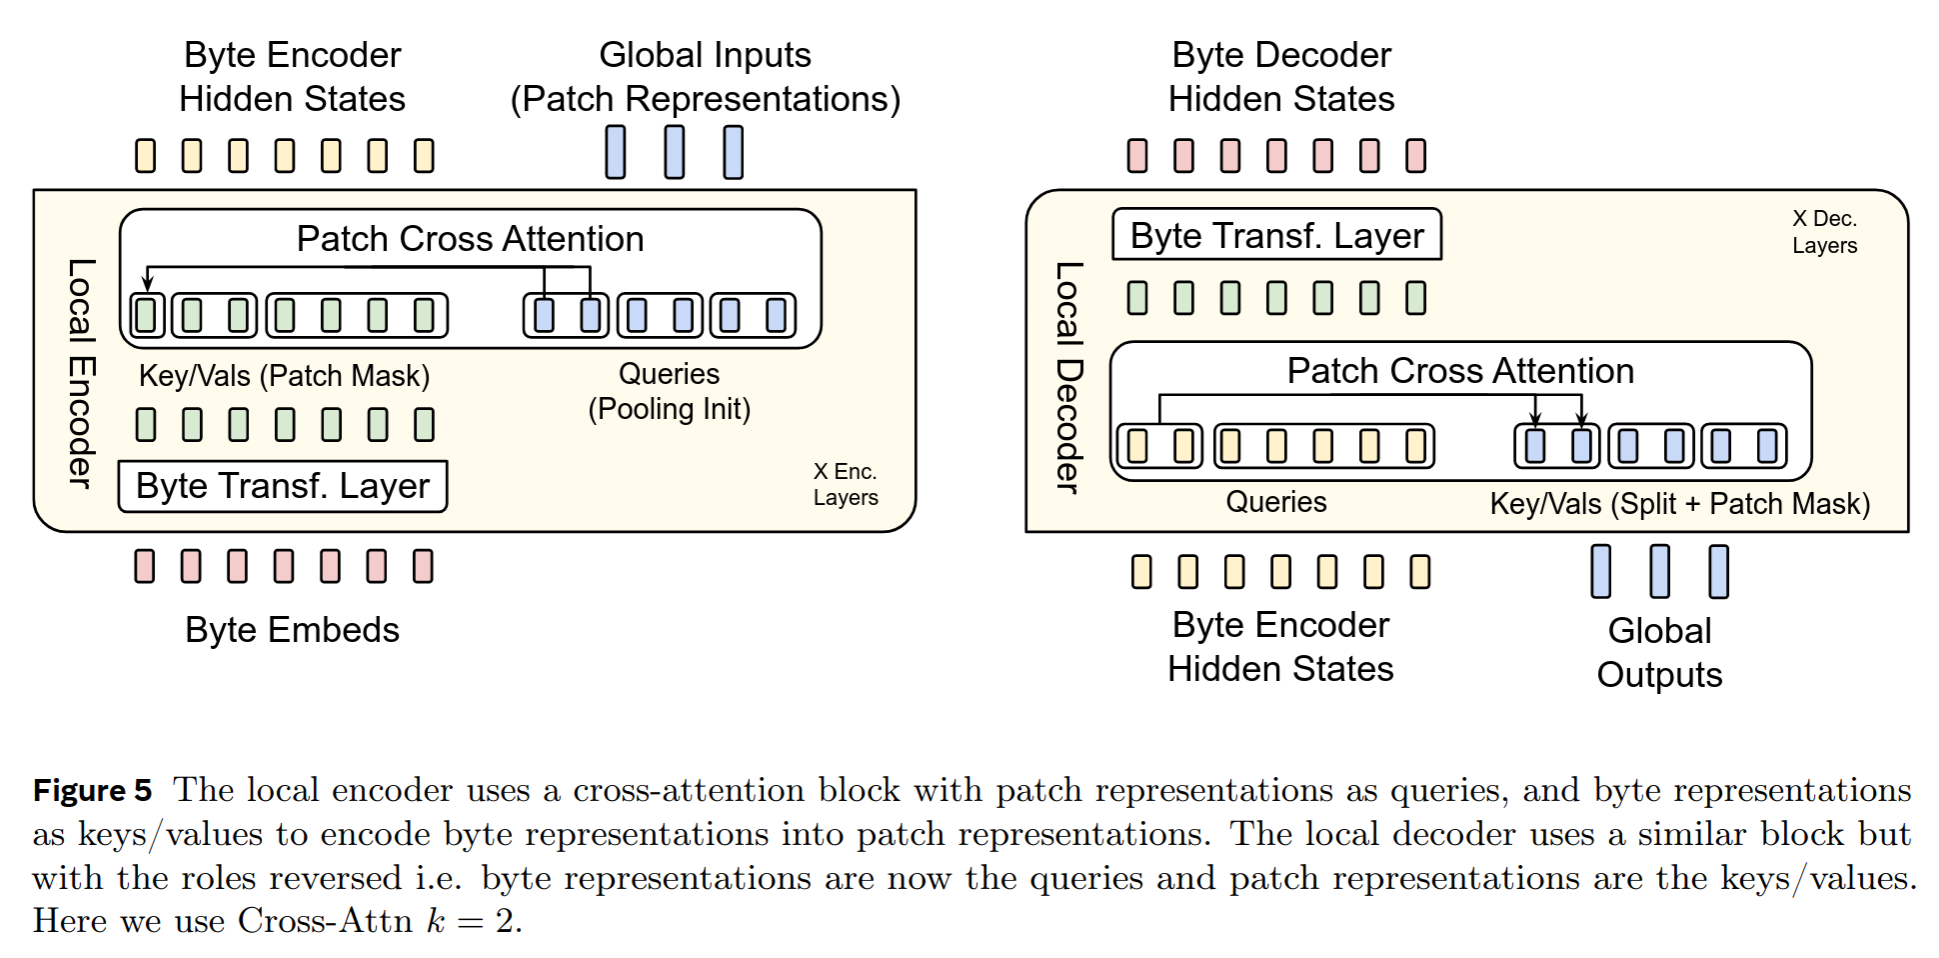 Byte Encoder
Hidden States
Global Inputs
(Patch Representations)
Local Encoder
Patch Cross Attention
Key/Vals (Patch Mask)
Queries
(Pooling Init)
Byte Transf. Layer
X Enc.
Layers
Byte Embeds
Byte Decoder
Hidden States
Local Decoder
Byte Transf. Layer
X Dec.
Layers
Patch Cross Attention
Queries
Key/Vals (Split + Patch Mask)
Byte Encoder
Hidden States
Global
Outputs
Figure 5 The local encoder uses a cross-attention block with patch representations as queries, and byte representations
as keys/values to encode byte representations into patch representations. The local decoder uses a similar block but
with the roles reversed i.e. byte representations are now the queries and patch representations are the keys/values.
Here we use Cross-Attn k = 2.